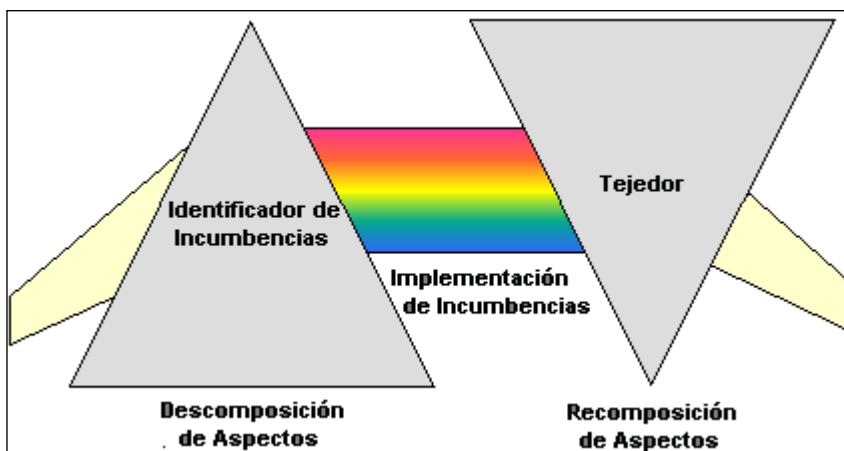 Identificador de
Incumbencias
Tejedor
Implementación
de Incumbencias
Descomposición
de Aspectos
Recomposición
de Aspectos